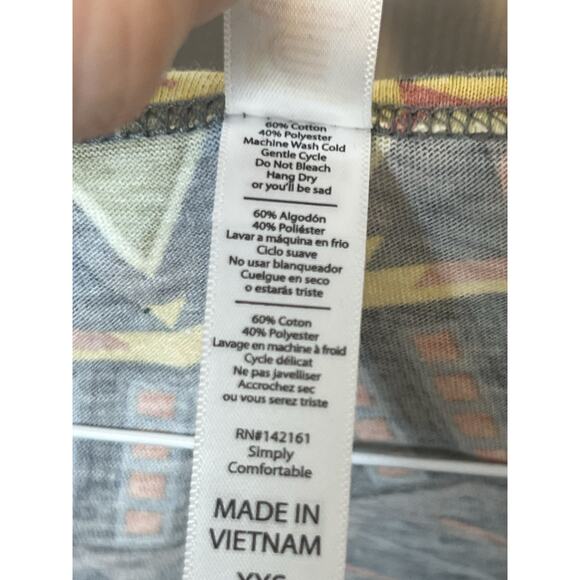 60% Cotton
40% Polyester
Machine Wash Cold
Gentle Cycle
Do Not Bleach
Hang Dry
or you'll be sad
60% Algodón
40% Poliéster
Lavar a máquina en frio
Ciclo suave
No usar blanqueador
Cuelgue en seco
o estarás triste
60% Coton
40% Polyester
Lavage en machine à froid
Cycle délicat
Ne pas javelliser
Accrochez sec
ou vous serez triste
RN#142161
Simply
Comfortable
MADE IN
VIETNAM